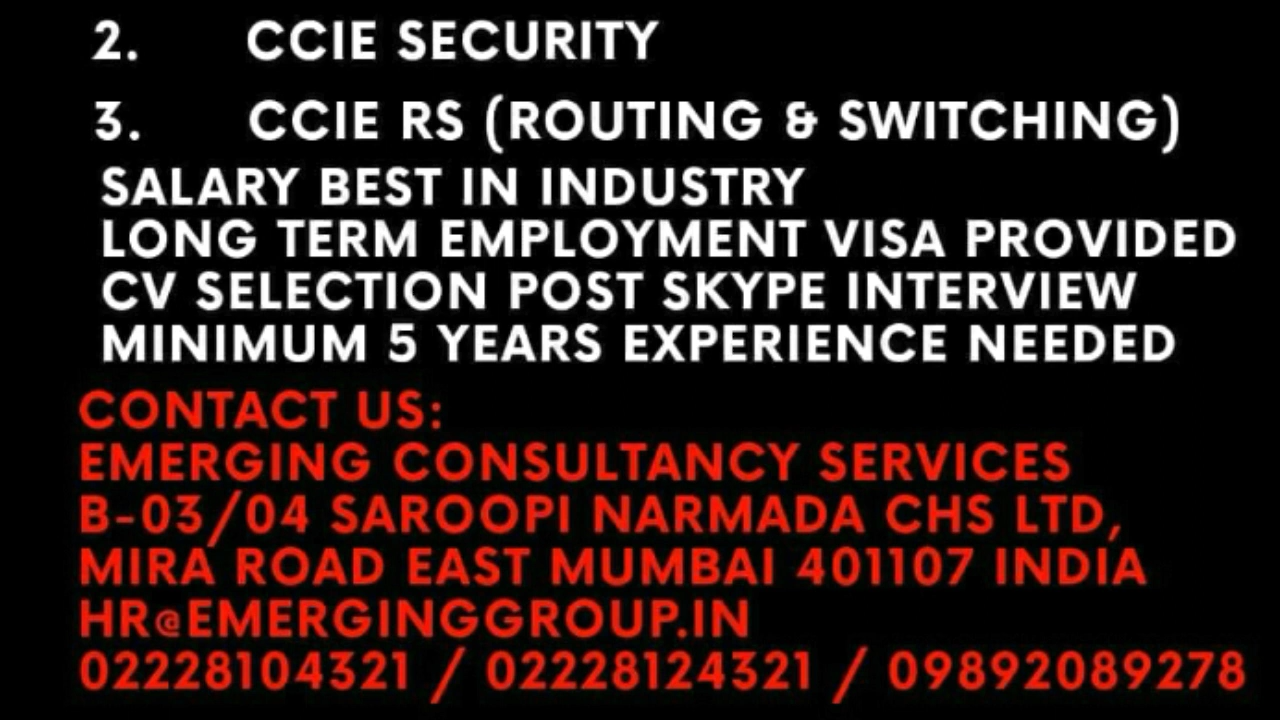 2. CCIE SECURITY
3. CCIE RS (ROUTING & SWITCHING)
SALARY BEST IN INDUSTRY
LONG TERM EMPLOYMENT VISA PROVIDED
CV SELECTION POST SKYPE INTERVIEW
MINIMUM 5 YEARS EXPERIENCE NEEDED
CONTACT US:
EMERGING CONSULTANCY SERVICES
B-03/04 SAROOPI NARMADA CHS LTD,
MIRA ROAD EAST MUMBAI 401107 INDIA
HR@EMERGINGGROUP.IN
02228104321 / 02228124321 / 09892089278